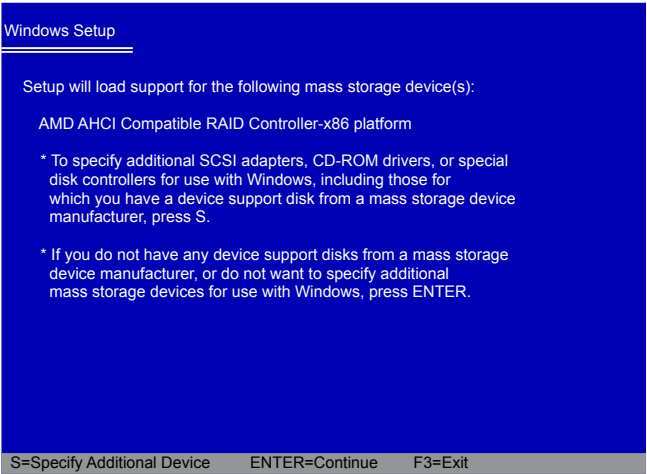 Windows Setup
Setup will load support for the following mass storage device(s):
AMD AHCI Compatible RAID Controller-x86 platform
* To specify additional SCSI adapters, CD-ROM drivers, or special
disk controllers for use with Windows, including those for
which you have a device support disk from a mass storage device
manufacturer, press S.
* If you do not have any device support disks from a mass storage
device manufacturer, or do not want to specify additional
mass storage devices for use with Windows, press ENTER.
S=Specify Additional Device ENTER=Continue F3=Exit